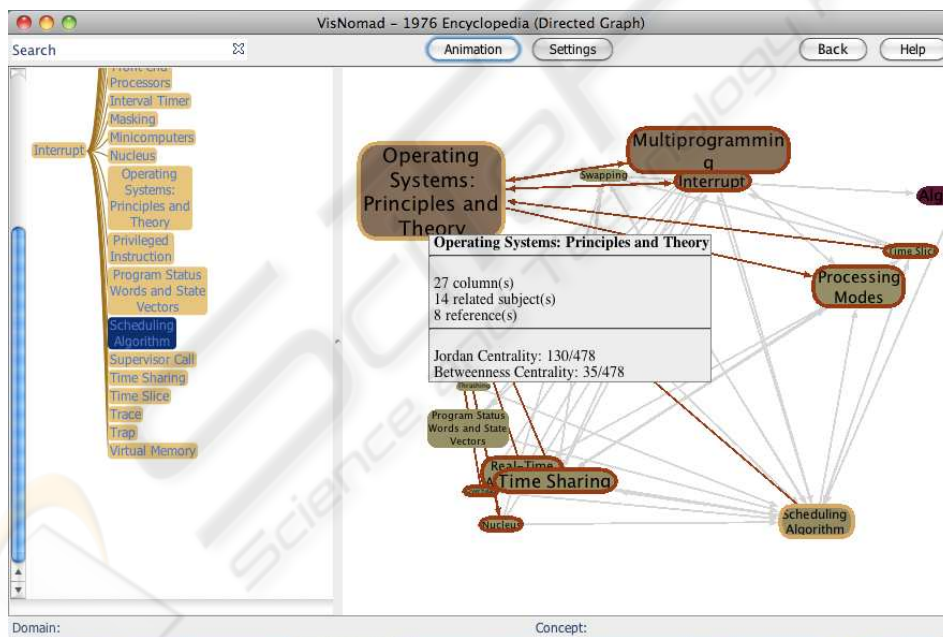 VisNomad - 1976 Encyclopedia (Directed Graph)
Search
Animation
Settings
Back
Help
Front End
Processors
Interval Timer
Masking
Minicomputers
Interrupt
Nucleus
Operating
Systems:
Principles and
Theory
Privileged
Instruction
Program Status
Words and State
Vectors
Scheduling
Algorithm
Supervisor Call
Time Sharing
Time Slice
Trace
Trap
Virtual Memory
Operating
Systems:
Principles and
Theory
Multiprogrammin
g
Swapping
Interrupt
Alg
Time Slice
Processing
Modes
Operating Systems: Principles and Theory
27 column(s)
14 related subject(s)
8 reference(s)
Jordan Centrality: 130/478
Betweenness Centrality: 35/478
Thrashing
Program Status
Words and State
Vectors
Real-Time
Time Sharing
Nucleus
Scheduling
Algorithm
Domain:
Concept: